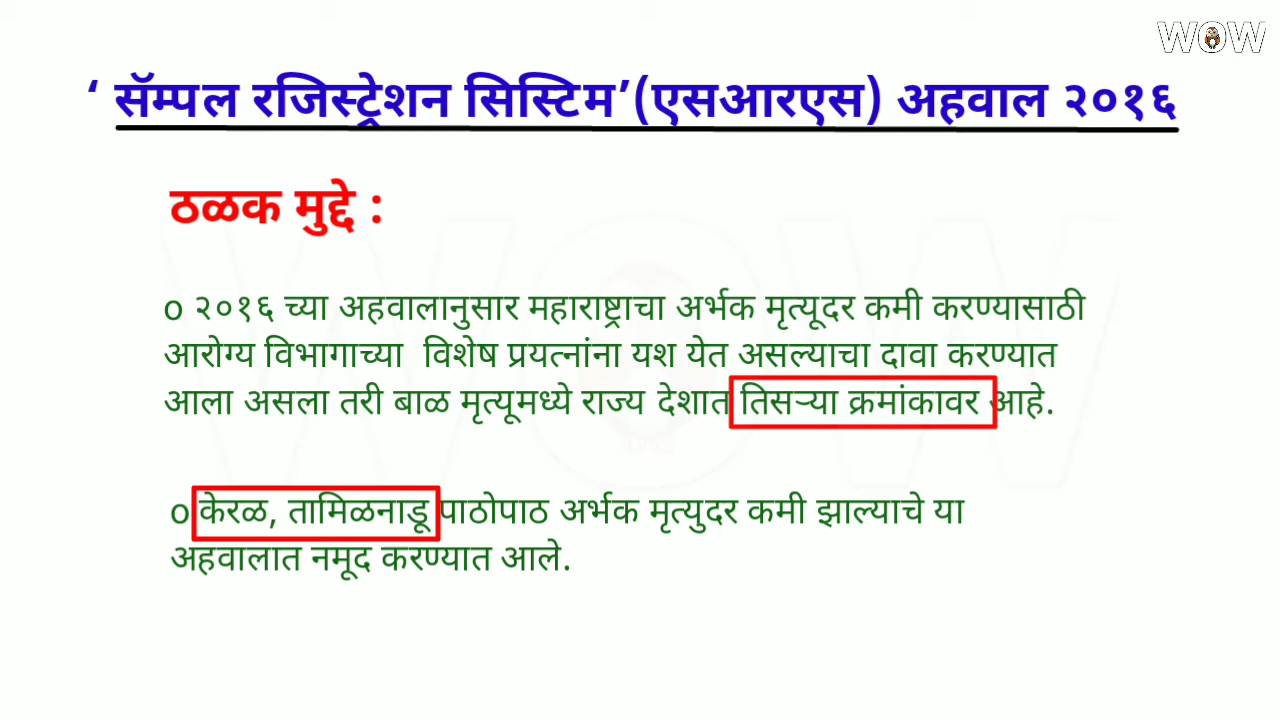 WOW
‘ सॅम्पल रजिस्ट्रेशन सिस्टिम’(एसआरएस) अहवाल २०१६
ठळक मुद्दे :
o २०१६ च्या अहवालानुसार महाराष्ट्राचा अर्भक मृत्यूदर कमी करण्यासाठी
आरोग्य विभागाच्या विशेष प्रयत्नांना यश येत असल्याचा दावा करण्यात
आला असला तरी बाळ मृत्यूमध्ये राज्य देशात तिसऱ्या क्रमांकावर आहे.
o केरळ, तामिळनाडू पाठोपाठ अर्भक मृत्युदर कमी झाल्याचे या
अहवालात नमूद करण्यात आले.